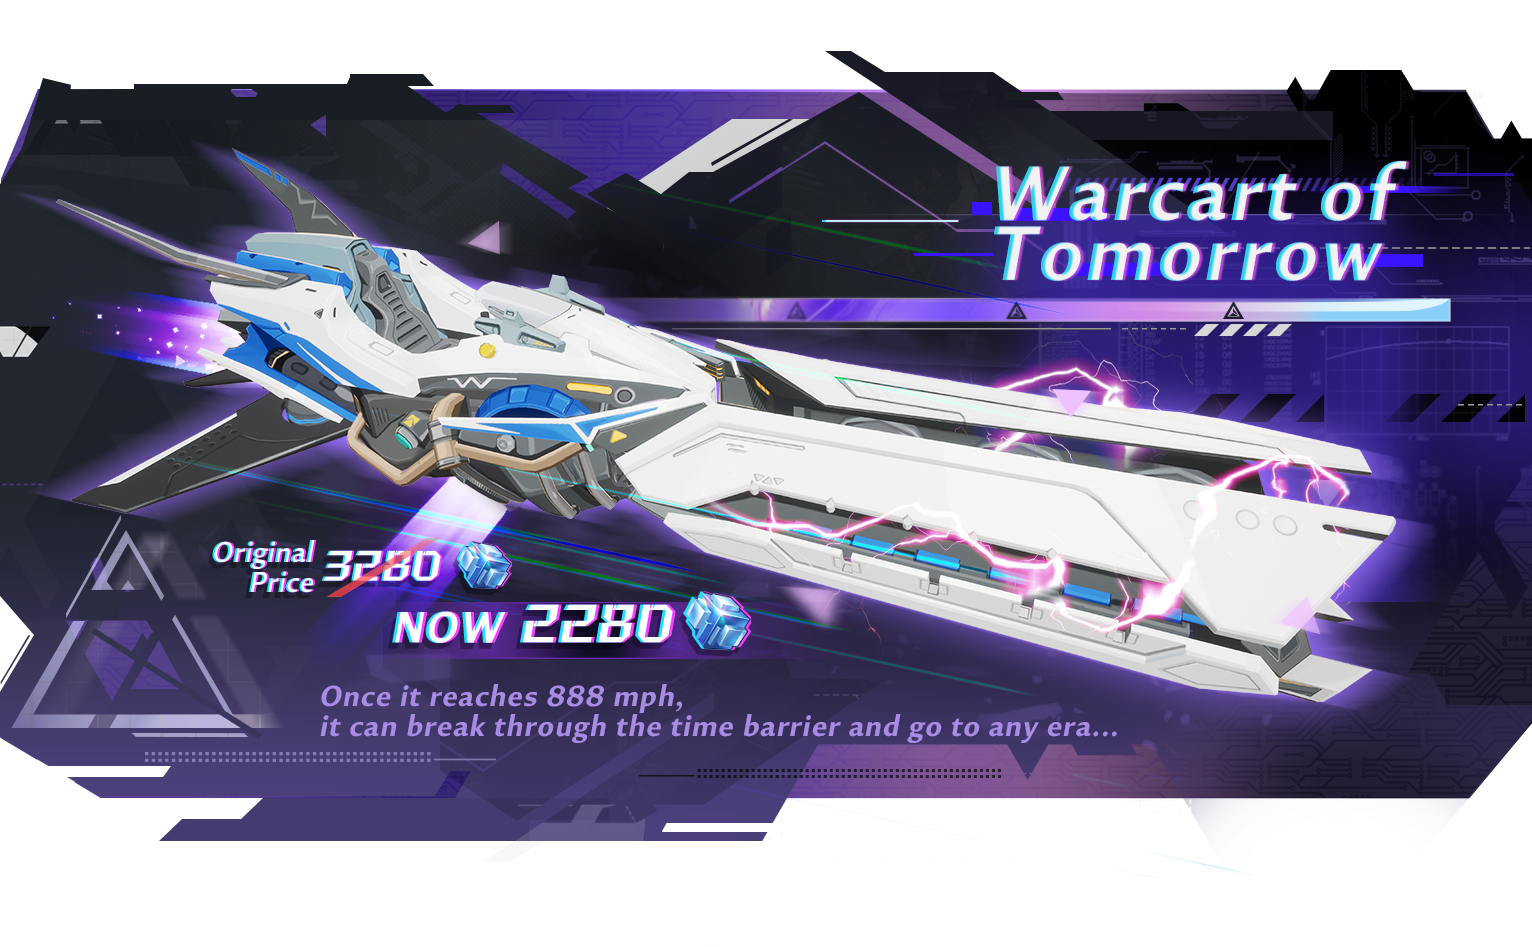 Warcart of
Tomorrow
Original
Price 3280
NOW 2280
Once it reaches 888 mph,
it can break through the time barrier and go to any era...